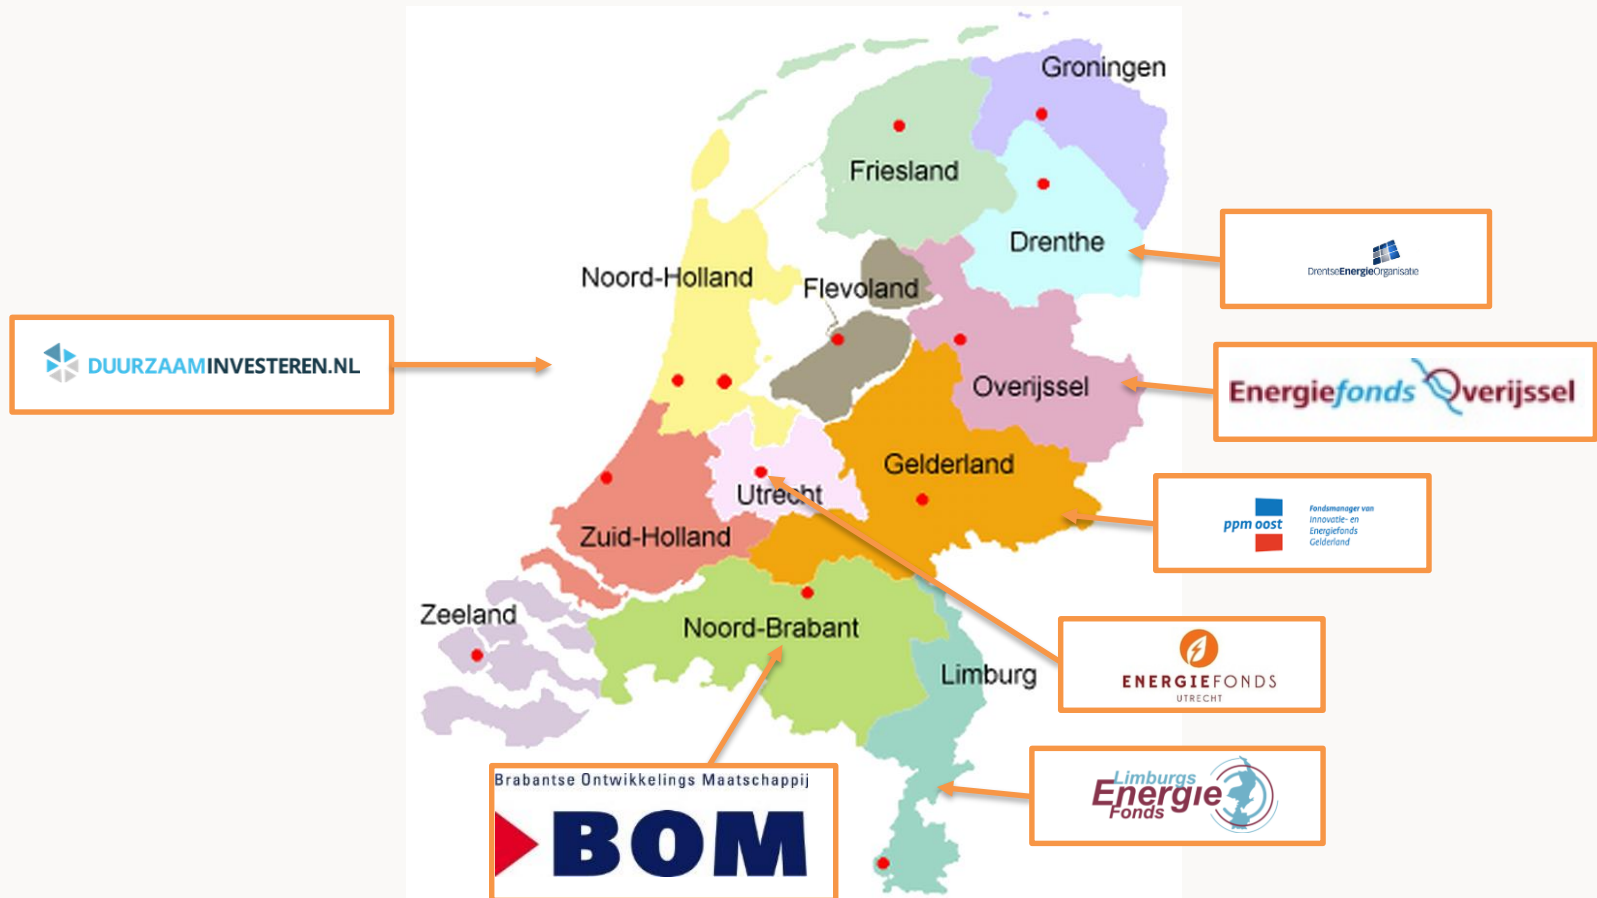 Groningen
Friesland
Drenthe
DrentseEnergieOrganisatie
Noord-Holland
Flevoland
DUURZAAMINVESTEREN.NL
Overijssel
Energiefonds Overijssel
Gelderland
Utrecht
ppm oost
Fondsmanager van
Innovatie- en
Energiefonds
Gelderland
Zuid-Holland
Zeeland
Noord-Brabant
Limburg
ENERGIEFONDS
UTRECHT
Brabantse Ontwikkelings Maatschappij
BOM
Limburgs
Energie
Fonds